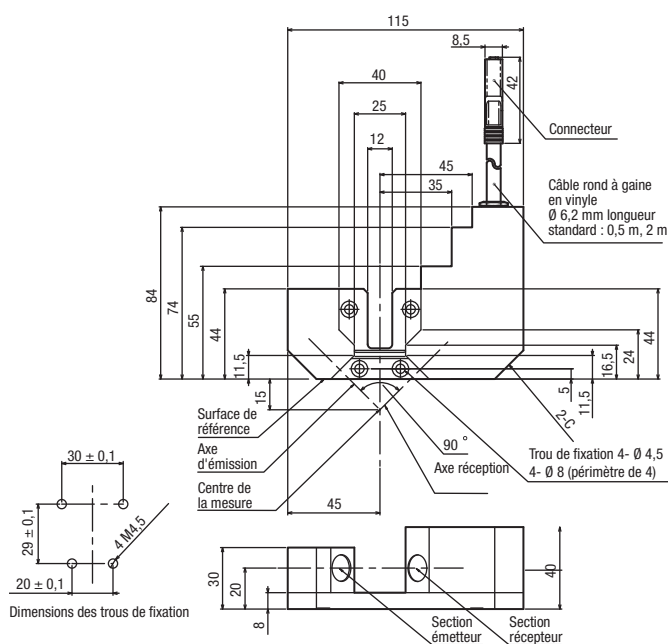 115
8,5
40
42
25
Connecteur
12
45
35
Câble rond à gaine
en vinyle
Ø 6,2 mm longueur
standard : 0,5 m, 2 m
84
74
55
44
11,5
15
44
24
16,5
5
11,5
2-C
Surface de
référence
Axe
d'émission
90 °
Axe réception
Trou de fixation 4- Ø 4,5
4- Ø 8 (périmètre de 4)
Centre de
la mesure
45
30 ± 0,1
29 ± 0,1
4 M4,5
20 ± 0,1
Dimensions des trous de fixation
30
20
8
40
Section
émetteur
Section
récepteur